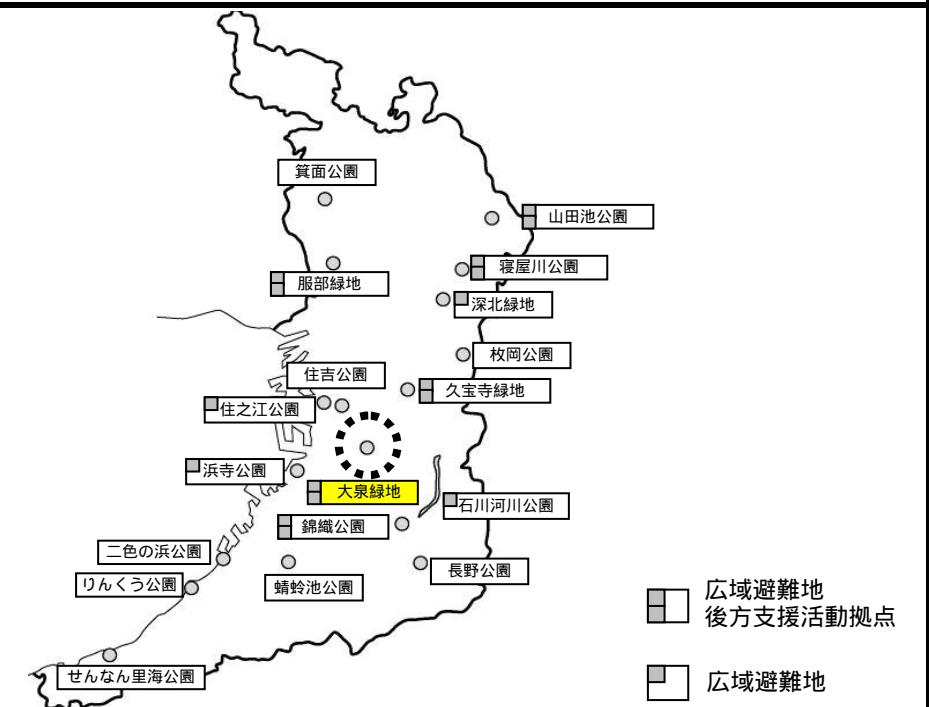 箕面公園
山田池公園
寝屋川公園
服部緑地
深北緑地
枚岡公園
住吉公園
久宝寺緑地
住之江公園
浜寺公園
大泉緑地
石川河川公園
錦織公園
二色の浜公園
長野公園
りんくう公園
蜻蛉池公園
せんなん里海公園
広域避難地
後方支援活動拠点
広域避難地